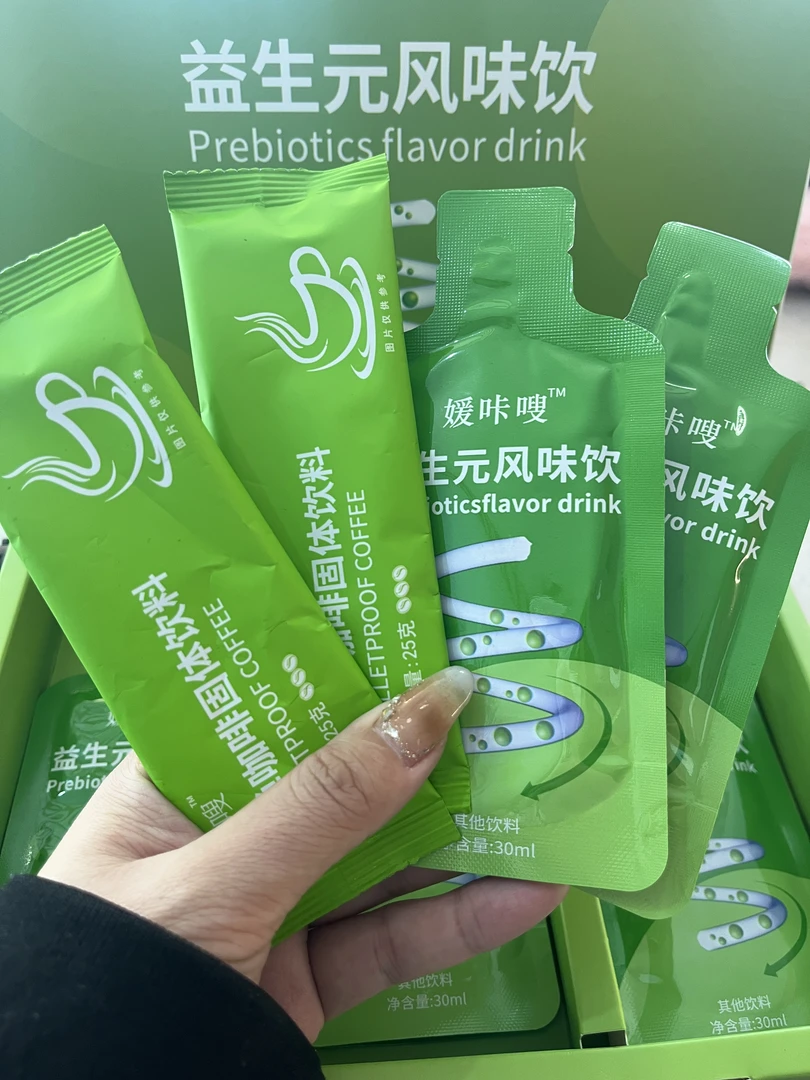 益生元风味饮
Prebiotics flavor drink
图片仅供参考
咖啡固体饮料
TPROOF COFFEE
25克
图片仅供参考
啡固体饮料
LLETPROOF COFFEE
量:25克
媛咔嗖™
生元风味饮
ioticsflavor drink
其他饮料
含量:30ml
咔嗖™
风味饮
vor drink
益生元
Prebiot
其他饮料
净含量:30ml
ink
其他饮料
净含量:30ml